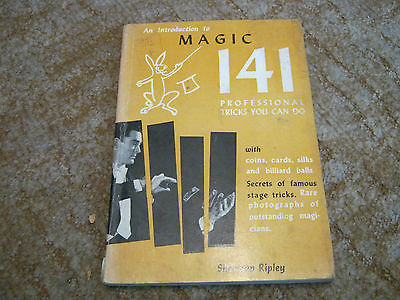 An Introduction to
MAGIC
141
PROFESSIONAL
TRICKS YOU CAN DO
with
coins, cards, silks
and billiard balls
Secrets of famous
stage tricks. Rare
photographs of
outstanding magi-
cians.
Ripley